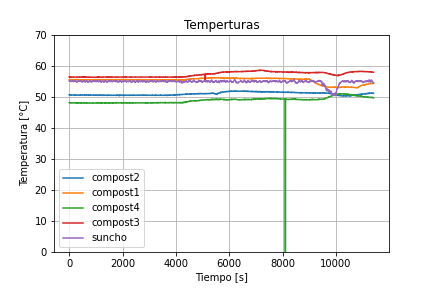 Temperturas
Temperatura [°C]
70
60
50
40
30
20
10
0
compost2
compost1
compost4
compost3
suncho
0 2000 4000 6000 8000 10000
Tiempo [s]